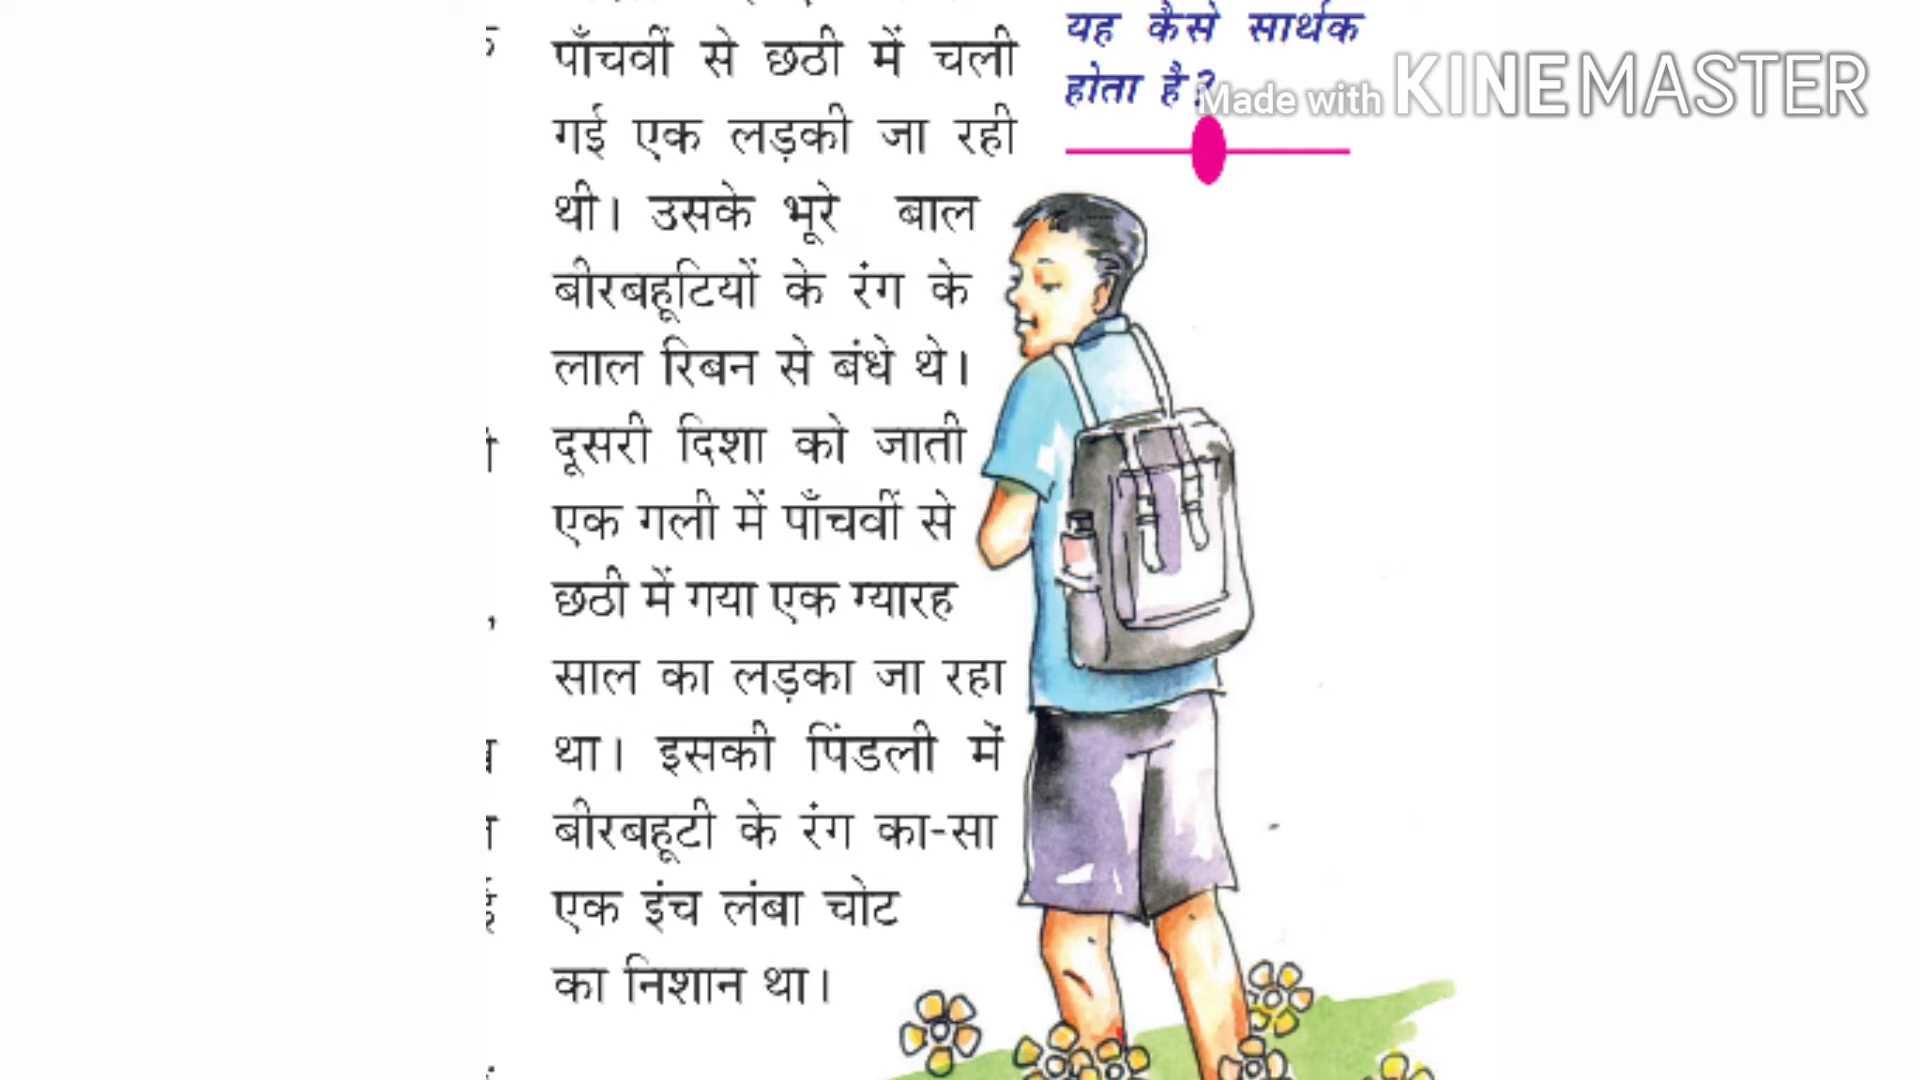 पाँचवीं से छठी में चली
गई एक लड़की जा रही
थी। उसके भूरे बाल
बीरबहूटियों के रंग के
लाल रिबन से बंधे थे।
दूसरी दिशा को जाती
एक गली में पाँचवीं से
छठी में गया एक ग्यारह
साल का लड़का जा रहा
था। इसकी पिंडली में
बीरबहूटी के रंग का-सा
एक इंच लंबा चोट
का निशान था।
यह कैसे सार्थक
होता है?
Made with KINEMASTER